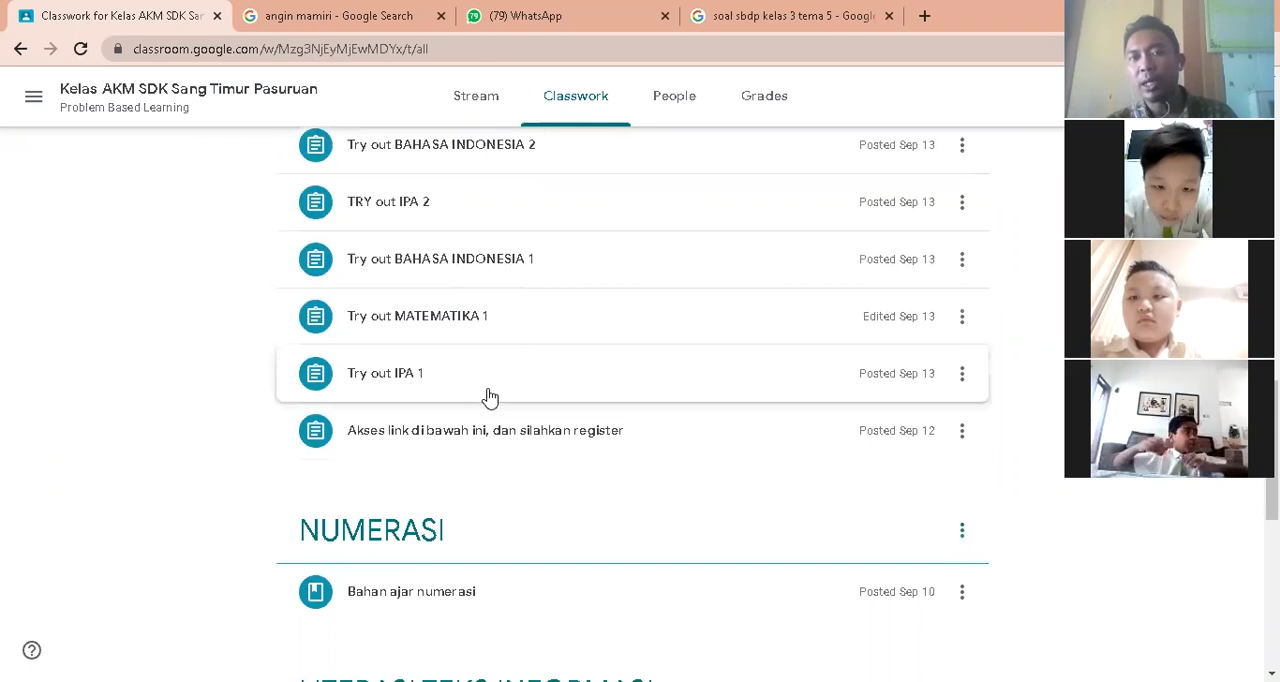 Classwork for Kelas AKM SDK Sar
angin mamiri - Google Search
(79) WhatsApp
soal sbdp kelas 3 tema 5 - Google
classroom.google.com/w/Mzg3NjEyMjEwMDYx/t/all
Kelas AKM SDK Sang Timur Pasuruan
Problem Based Learning
Stream
Classwork
People
Grades
Try out BAHASA INDONESIA 2
Posted Sep 13
TRY out IPA 2
Posted Sep 13
Try out BAHASA INDONESIA 1
Posted Sep 13
Try out MATEMATIKA 1
Edited Sep 13
Try out IPA 1
Posted Sep 13
Akses link di bawah ini, dan silahkan register
Posted Sep 12
NUMERASI
Bahan ajar numerasi
Posted Sep 10